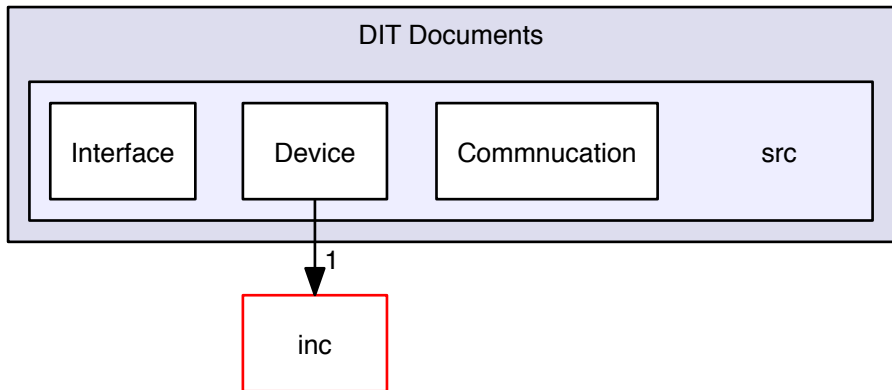 DIT Documents
Interface
Device
Commnucation
src
1
inc